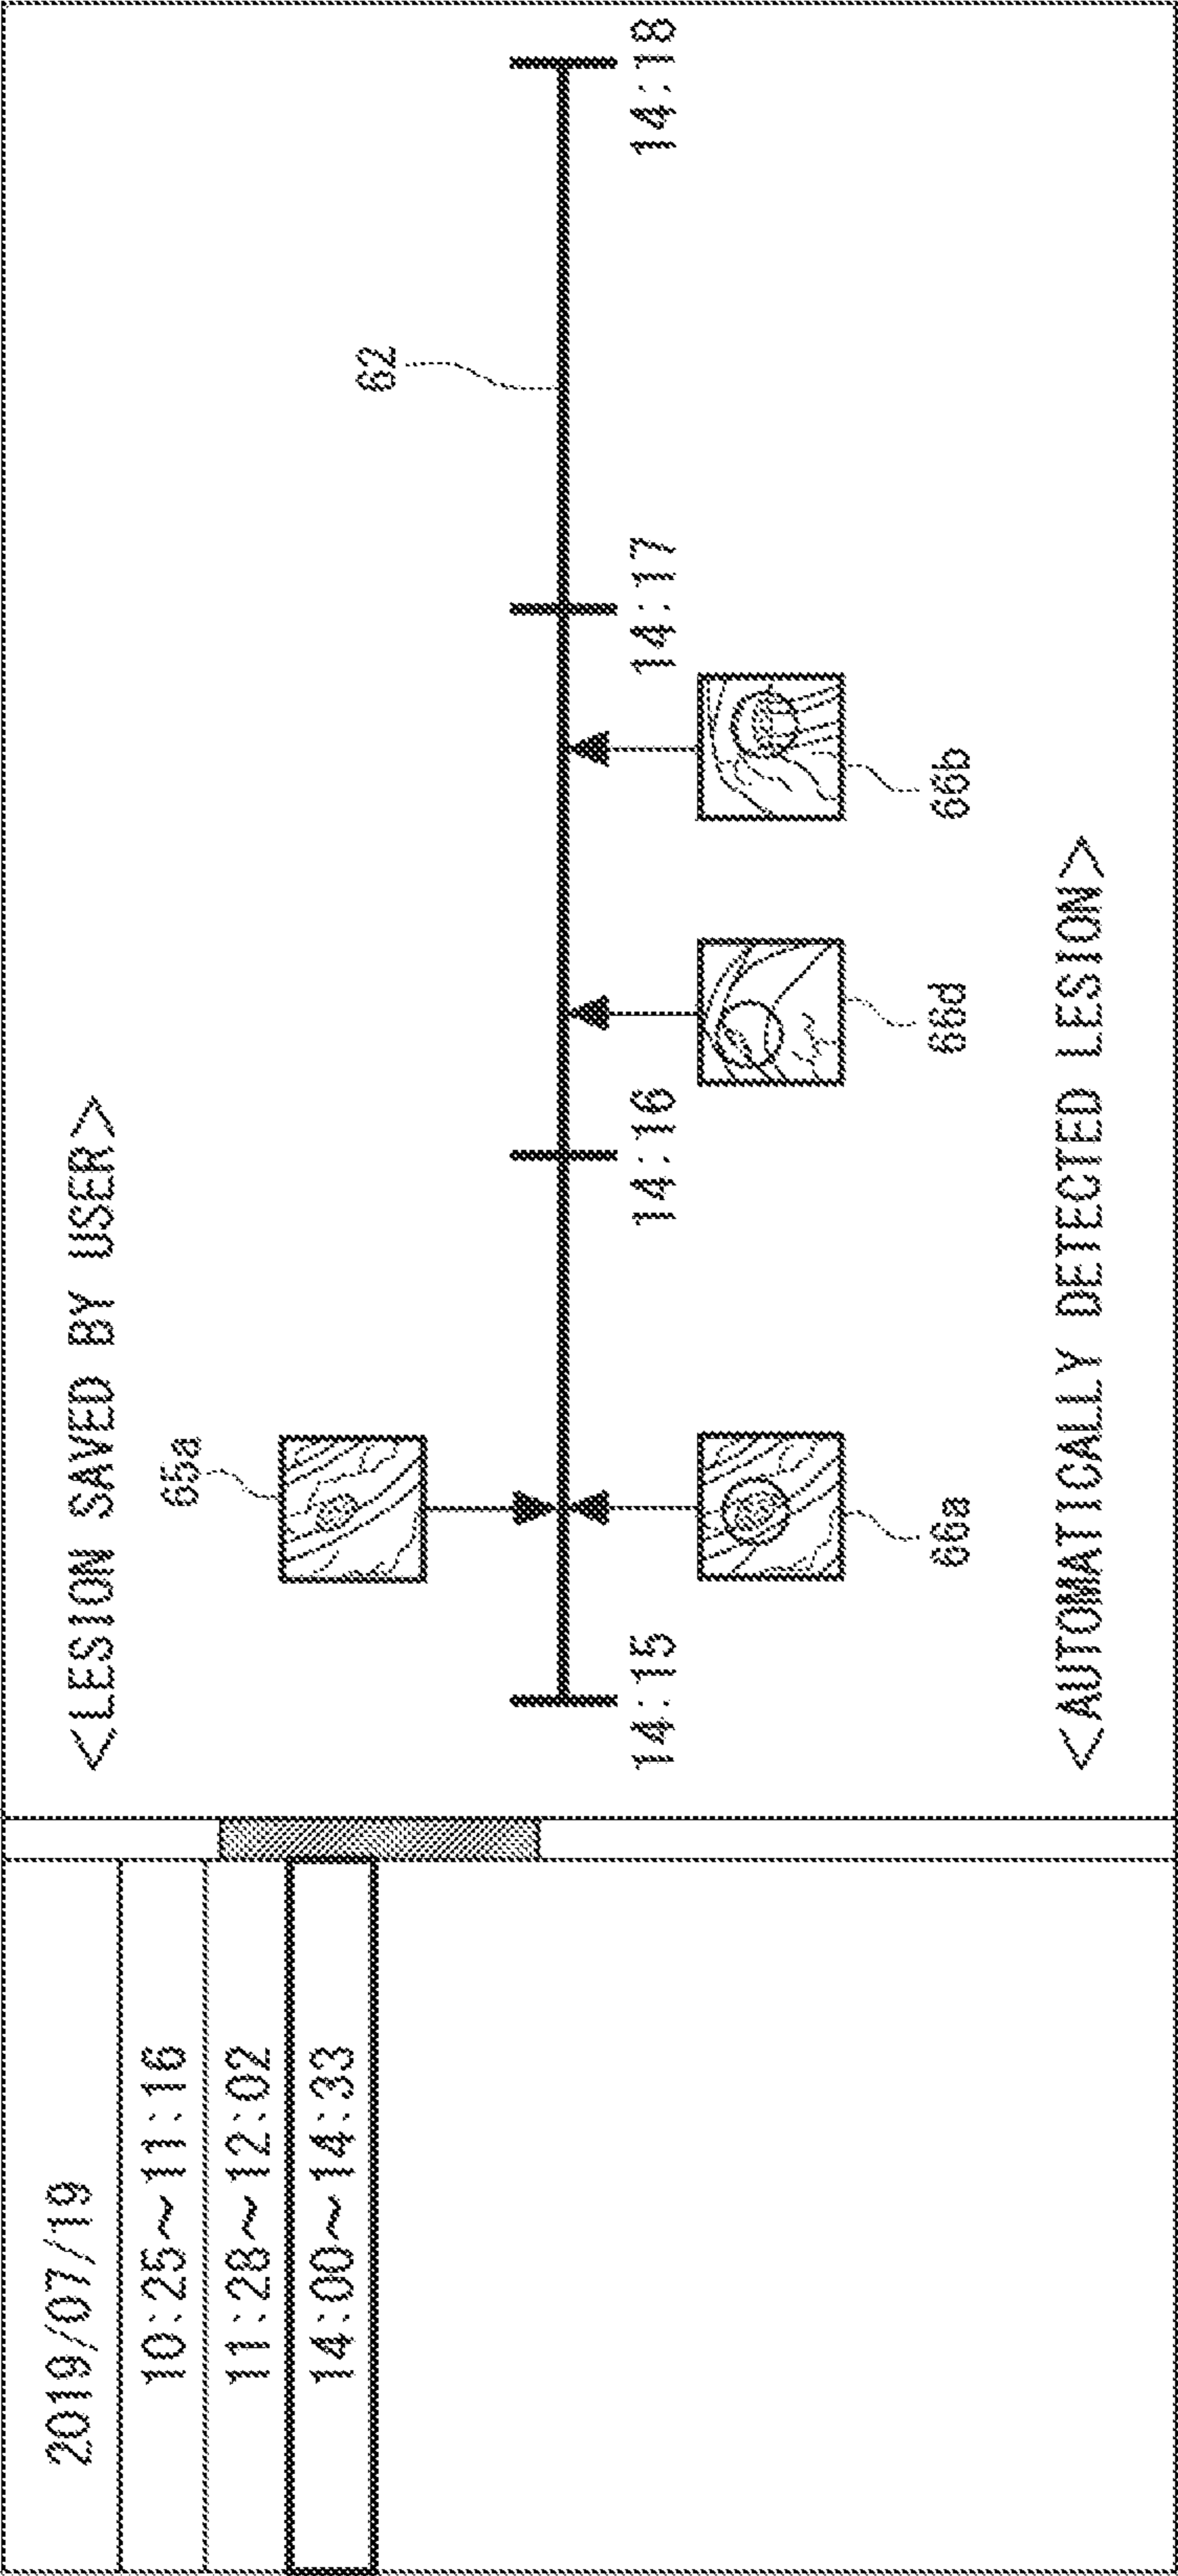 2019/07/19
10:25~11:16
11:28~12:02
14:00~14:33
<LESION SAVED BY USER>
65a
62
14:15
14:16
14:17
14:18
66a
66d
66b
<AUTOMATICALLY DETECTED LESION>